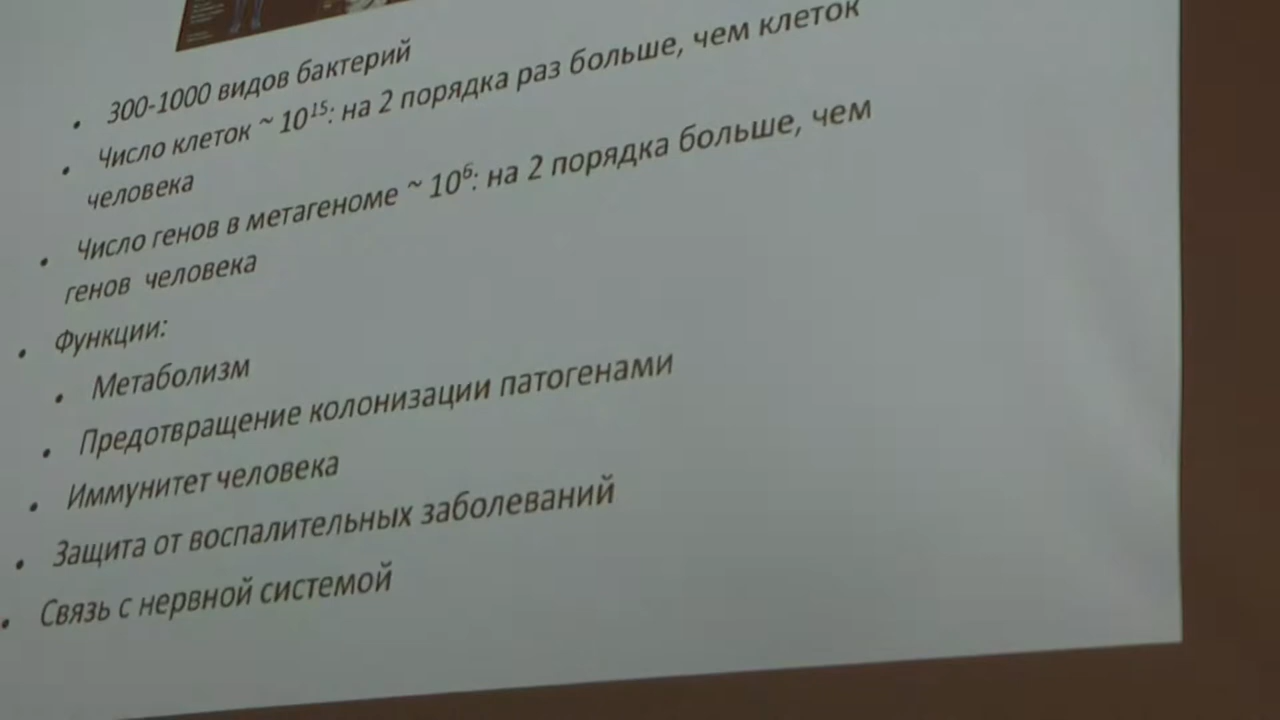 • 300-1000 видов бактерий
• Число клеток ~ 10¹⁵: на 2 порядка раз больше, чем клеток
человека
• Число генов в метагеноме ~ 10⁶: на 2 порядка больше, чем
генов человека
• Функции:
• Метаболизм
• Предотвращение колонизации патогенами
• Иммунитет человека
• Защита от воспалительных заболеваний
• Связь с нервной системой